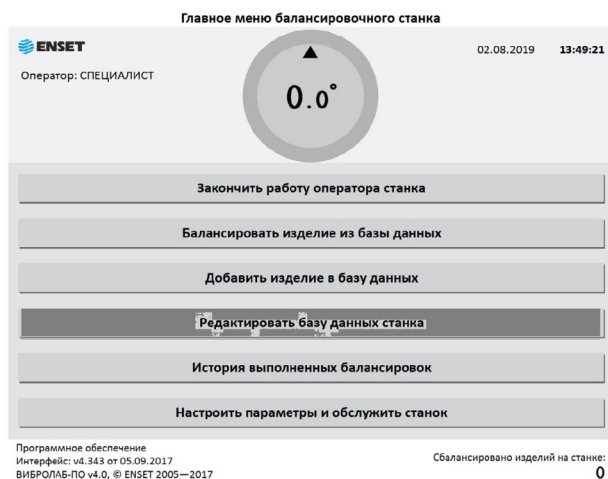 Главное меню балансировочного станка
ENSET
02.08.2019 13:49:21
Оператор: СПЕЦИАЛИСТ
0.0°
Закончить работу оператора станка
Балансировать изделие из базы данных
Добавить изделие в базу данных
Редактировать базу данных станка
История выполненных балансировок
Настроить параметры и обслужить станок
Программное обеспечение
Интерфейс: v4.343 от 05.09.2017
ВИБРОЛАБ-ПО v4.0, © ENSET 2005—2017
Сбалансировано изделий на станке:
0